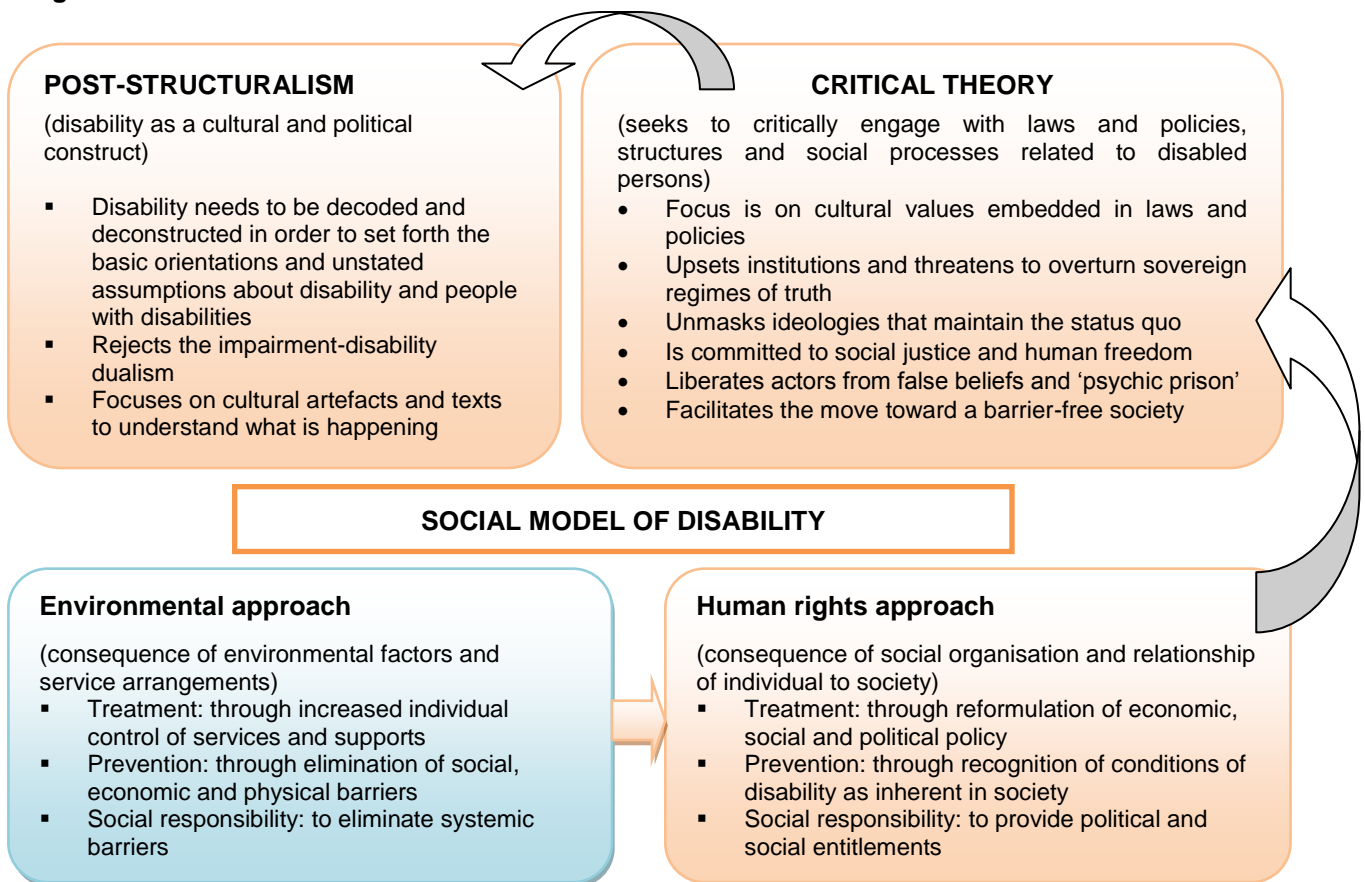 POST-STRUCTURALISM
(disability as a cultural and political
construct)
▪ Disability needs to be decoded and
deconstructed in order to set forth the
basic orientations and unstated
assumptions about disability and people
with disabilities
▪ Rejects the impairment-disability
dualism
▪ Focuses on cultural artefacts and texts
to understand what is happening
CRITICAL THEORY
(seeks to critically engage with laws and policies,
structures and social processes related to disabled
persons)
• Focus is on cultural values embedded in laws and
policies
• Upsets institutions and threatens to overturn sovereign
regimes of truth
• Unmasks ideologies that maintain the status quo
• Is committed to social justice and human freedom
• Liberates actors from false beliefs and ‘psychic prison’
• Facilitates the move toward a barrier-free society
SOCIAL MODEL OF DISABILITY
Environmental approach
(consequence of environmental factors and
service arrangements)
▪ Treatment: through increased individual
control of services and supports
▪ Prevention: through elimination of social,
economic and physical barriers
▪ Social responsibility: to eliminate systemic
barriers
Human rights approach
(consequence of social organisation and relationship
of individual to society)
▪ Treatment: through reformulation of economic,
social and political policy
▪ Prevention: through recognition of conditions of
disability as inherent in society
▪ Social responsibility: to provide political and
social entitlements